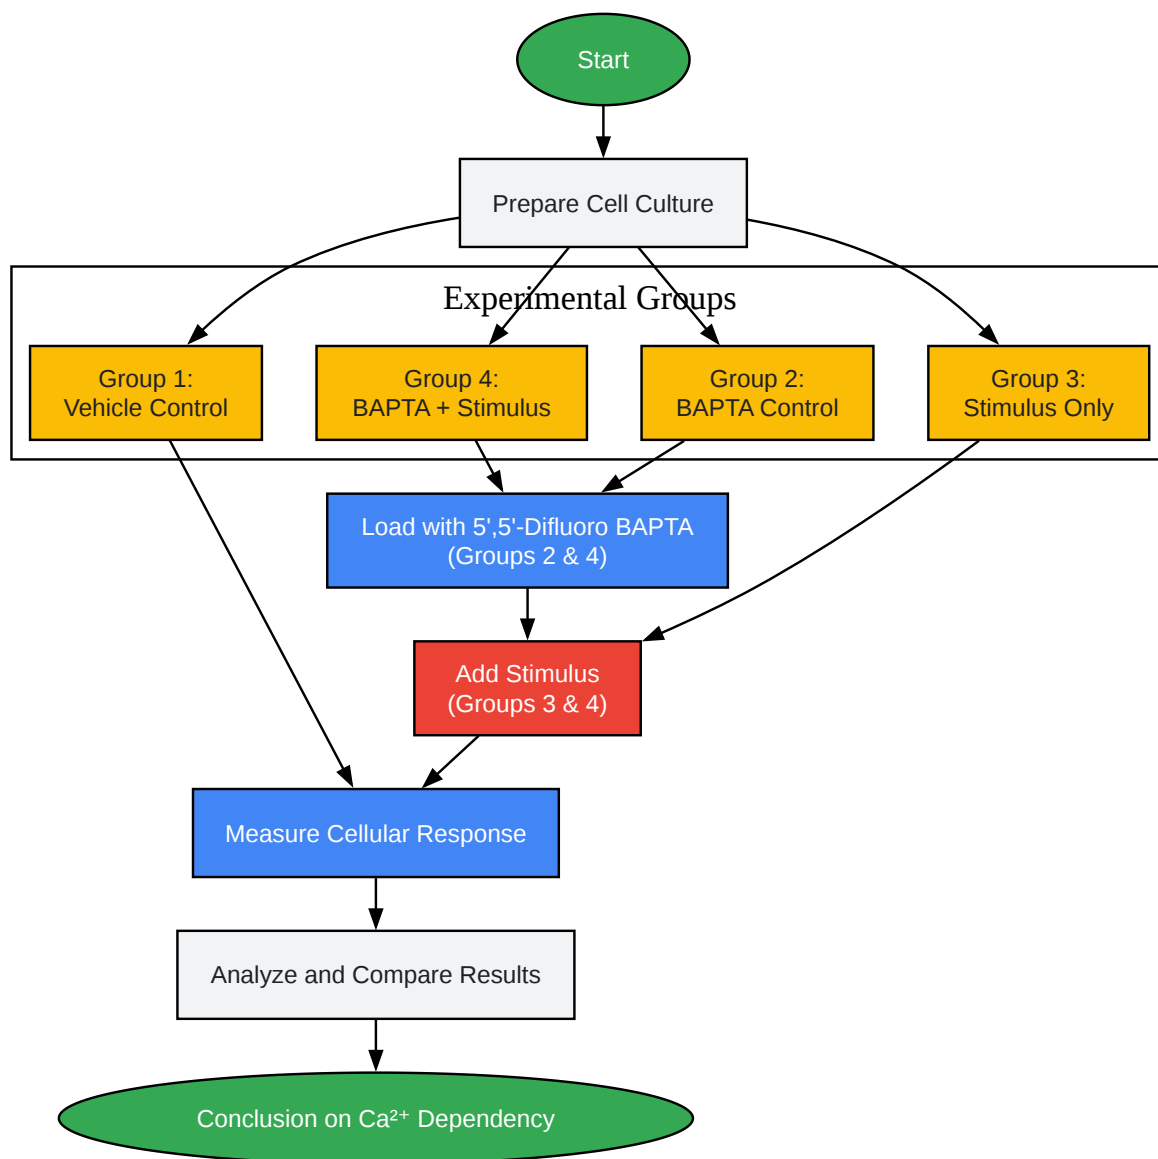 Start
Prepare Cell Culture
Experimental Groups
Group 1:
Vehicle Control
Group 4:
BAPTA + Stimulus
Group 2:
BAPTA Control
Group 3:
Stimulus Only
Load with 5',5'-Difluoro BAPTA
(Groups 2 & 4)
Add Stimulus
(Groups 3 & 4)
Measure Cellular Response
Analyze and Compare Results
Conclusion on Ca²⁺ Dependency